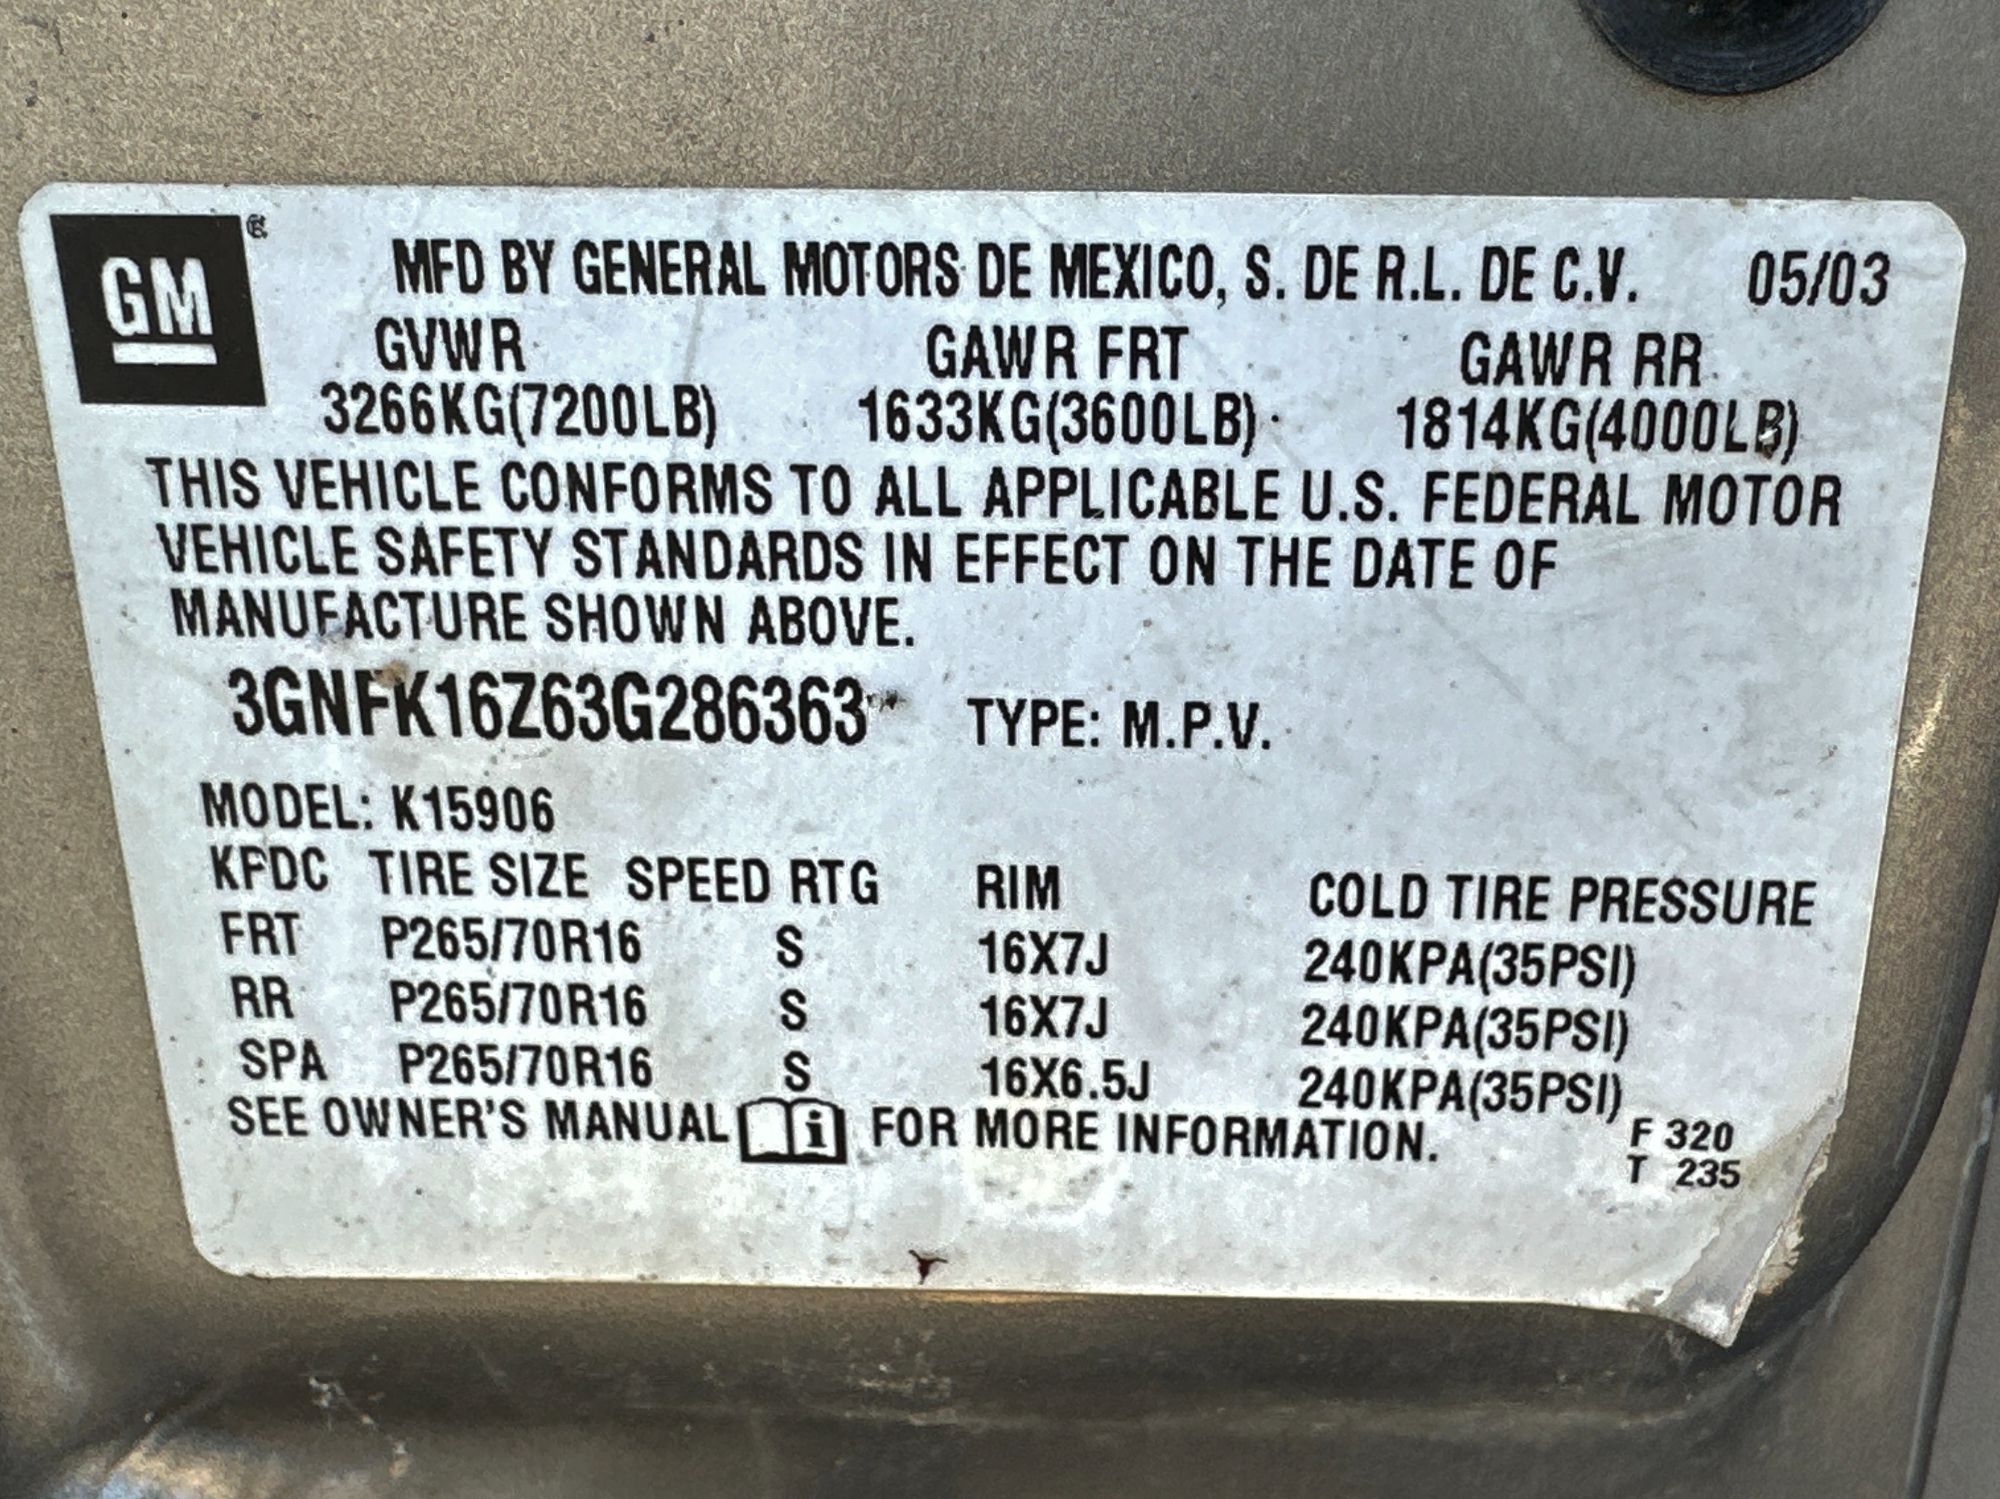 GM
MFD BY GENERAL MOTORS DE MEXICO, S. DE R.L. DE C.V. 05/03
GVWR GAWR FRT GAWR RR
3266KG(7200LB) 1633KG(3600LB) 1814KG(4000LB)
THIS VEHICLE CONFORMS TO ALL APPLICABLE U.S. FEDERAL MOTOR
VEHICLE SAFETY STANDARDS IN EFFECT ON THE DATE OF
MANUFACTURE SHOWN ABOVE.
3GNFK16Z63G286363 TYPE: M.P.V.
MODEL: K15906
KPDC TIRE SIZE SPEED RTG RIM COLD TIRE PRESSURE
FRT P265/70R16 S 16X7J 240KPA(35PSI)
RR P265/70R16 S 16X7J 240KPA(35PSI)
SPA P265/70R16 S 16X6.5J 240KPA(35PSI)
SEE OWNER'S MANUAL i FOR MORE INFORMATION.
F 320
T 235